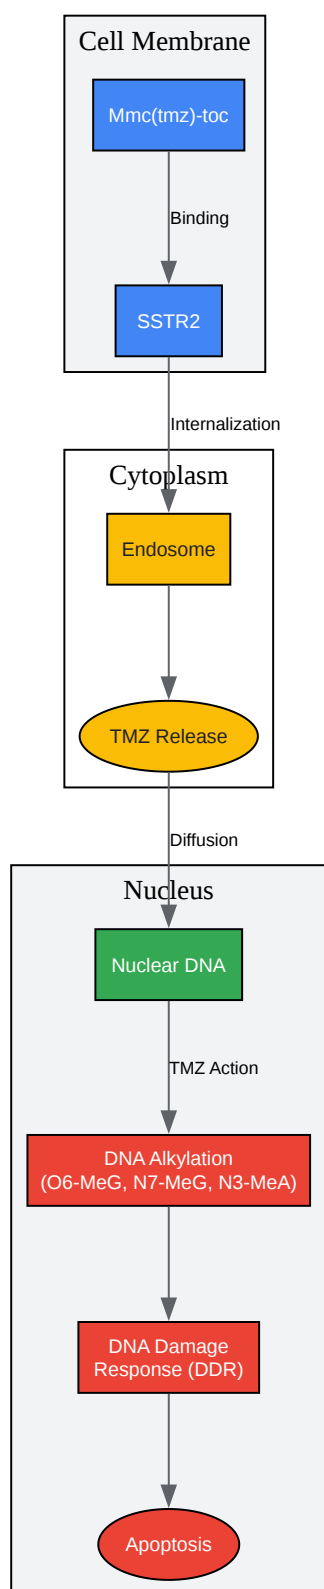 Cell Membrane
Mmc(tmz)-toc
Binding
SSTR2
Internalization
Cytoplasm
Endosome
TMZ Release
Diffusion
Nucleus
Nuclear DNA
TMZ Action
DNA Alkylation
(O6-MeG, N7-MeG, N3-MeA)
DNA Damage
Response (DDR)
Apoptosis